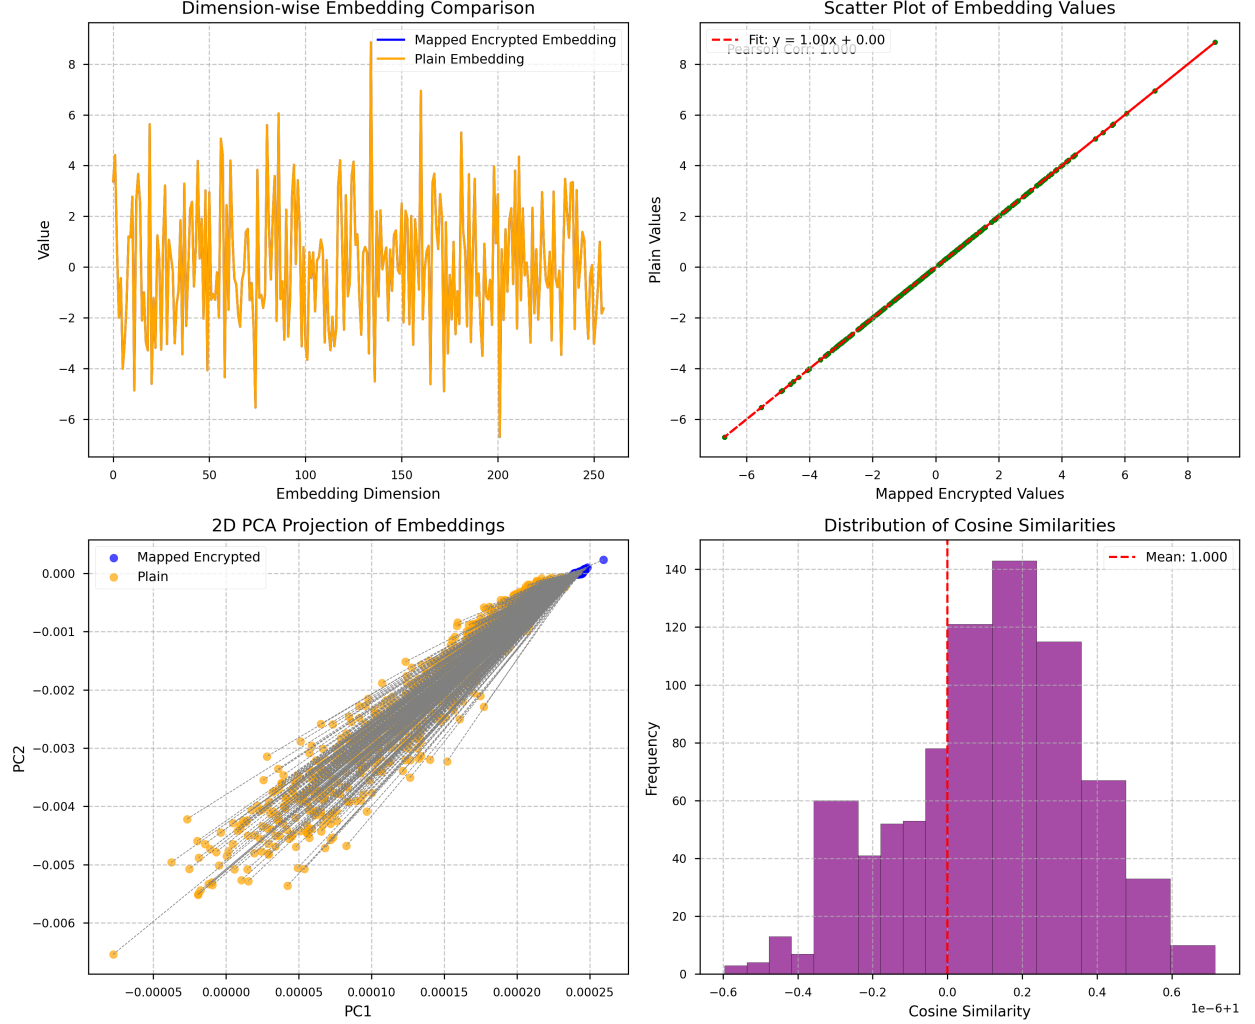 Dimension-wise Embedding Comparison
Mapped Encrypted Embedding
Plain Embedding
Value
8
6
4
2
0
−2
−4
−6
0
50
100
150
200
250
Embedding Dimension
Scatter Plot of Embedding Values
Fit: y = 1.00x + 0.00
Pearson Corr: 1.000
Plain Values
8
6
4
2
0
−2
−4
−6
−6
−4
−2
0
2
4
6
8
Mapped Encrypted Values
2D PCA Projection of Embeddings
Mapped Encrypted
Plain
PC2
0.000
−0.001
−0.002
−0.003
−0.004
−0.005
−0.006
−0.00005
0.00000
0.00005
0.00010
0.00015
0.00020
0.00025
PC1
Distribution of Cosine Similarities
Mean: 1.000
Frequency
140
120
100
80
60
40
20
0
−0.6
−0.4
−0.2
0.0
0.2
0.4
0.6
1e−6+1
Cosine Similarity